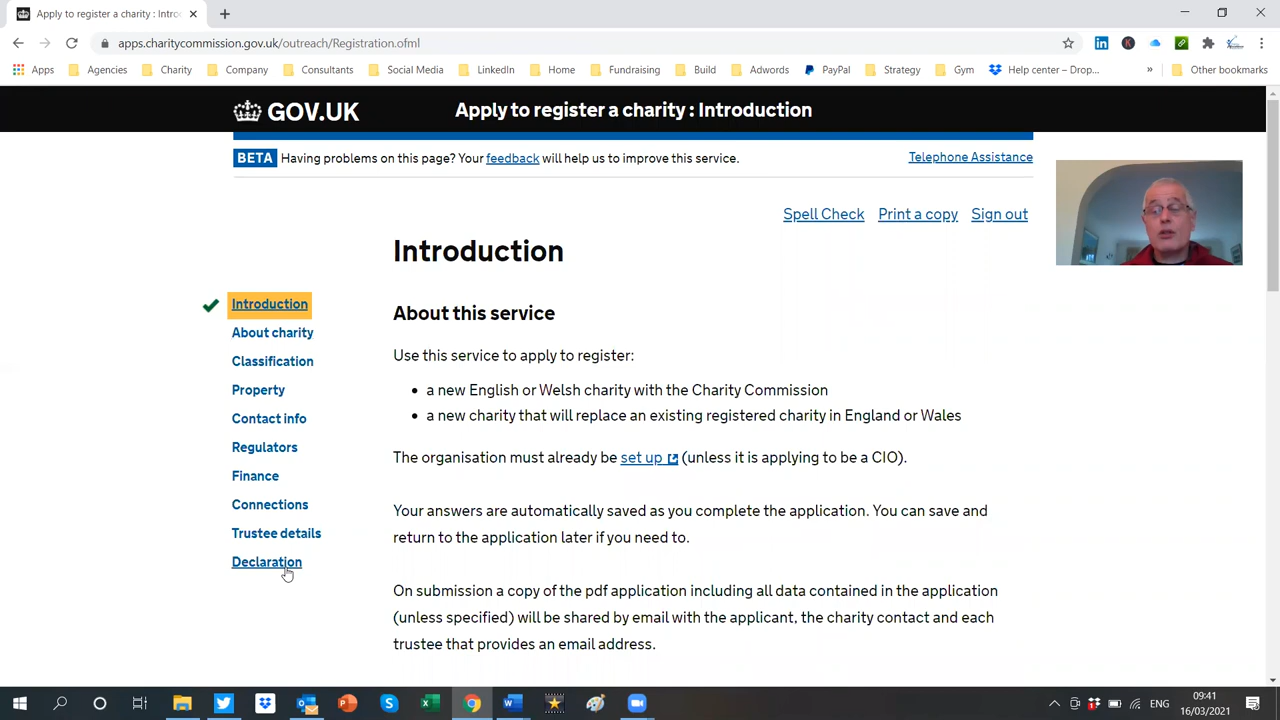 Apply to register a charity : Introd
apps.charitycommission.gov.uk/outreach/Registration.ofml
Apps Agencies Charity Company Consultants Social Media LinkedIn Home Fundraising Build Adwords PayPal Strategy Gym Help center – Drop... » Other bookmarks
GOV.UK Apply to register a charity : Introduction
BETA Having problems on this page? Your feedback will help us to improve this service. Telephone Assistance
Spell Check Print a copy Sign out
Introduction
Introduction
About charity
Classification
Property
Contact info
Regulators
Finance
Connections
Trustee details
Declaration
About this service
Use this service to apply to register:
• a new English or Welsh charity with the Charity Commission
• a new charity that will replace an existing registered charity in England or Wales
The organisation must already be set up (unless it is applying to be a CIO).
Your answers are automatically saved as you complete the application. You can save and
return to the application later if you need to.
On submission a copy of the pdf application including all data contained in the application
(unless specified) will be shared by email with the applicant, the charity contact and each
trustee that provides an email address.
ENG
09:41
16/03/2021